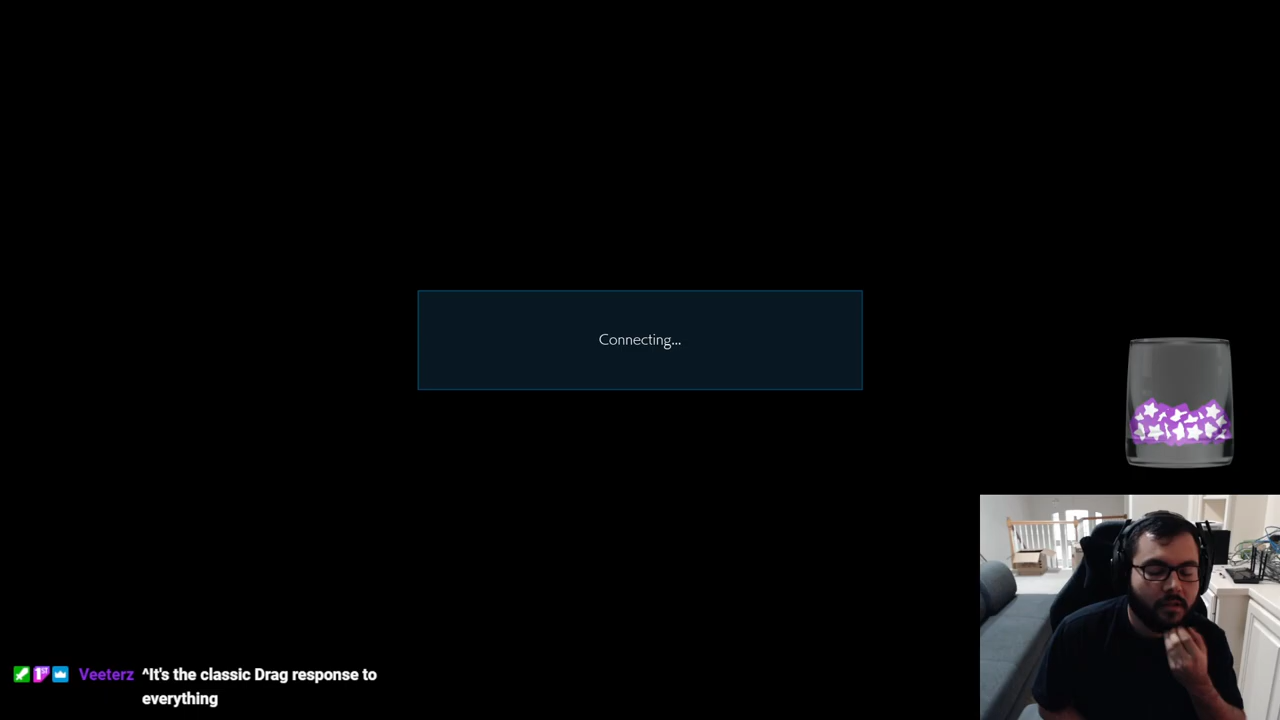 Connecting...
Veeterz ^It's the classic Drag response to
everything